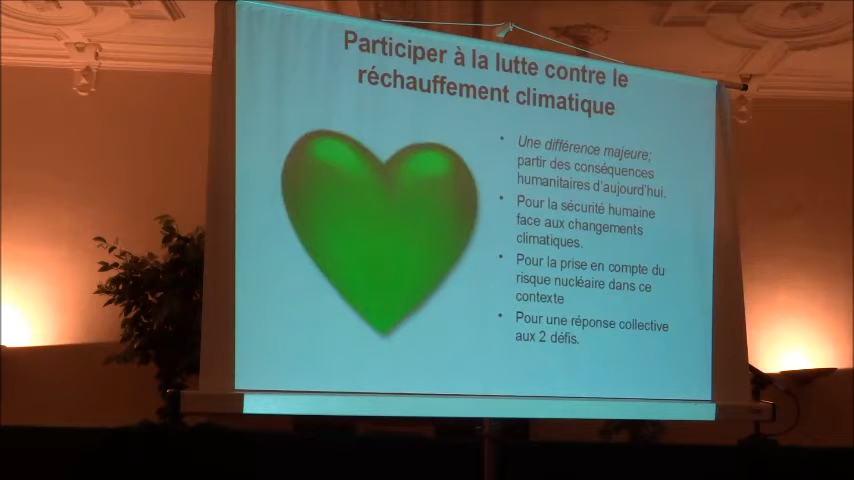 Participer à la lutte contre le
réchauffement climatique
• Une différence majeure;
partir des conséquences
humanitaires d'aujourd'hui.
• Pour la sécurité humaine
face aux changements
climatiques.
• Pour la prise en compte du
risque nucléaire dans ce
contexte
• Pour une réponse collective
aux 2 défis.